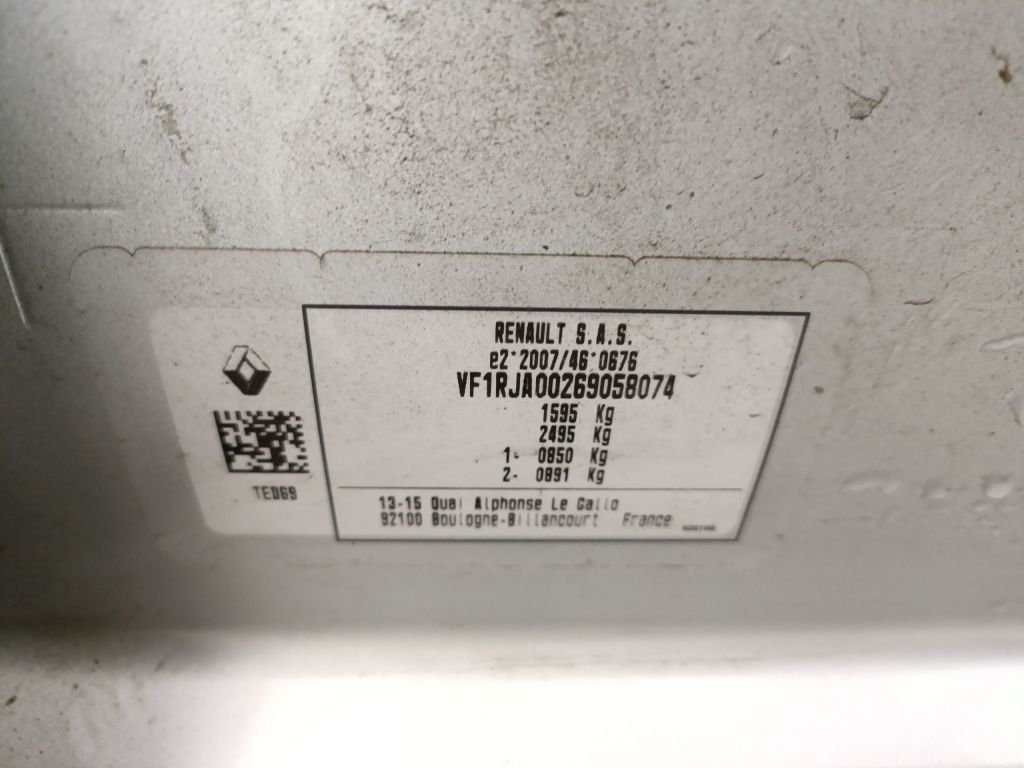 RENAULT S.A.S.
e2*2007/46*0676
VF1RJA00269058074
1595 Kg
2495 Kg
1- 0850 Kg
2- 0891 Kg
TED69
13-15 Quai Alphonse Le Gallo
92100 Boulogne-Billancourt France